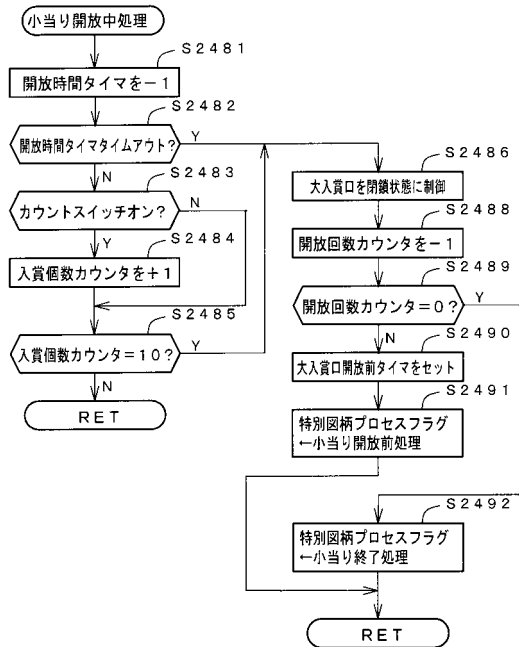 小当り開放中処理
S2481
開放時間タイマを−1
S2482
開放時間タイマタイムアウト?
Y
N
S2483
カウントスイッチオン?
N
Y
S2484
入賞個数カウンタを+1
S2485
入賞個数カウンタ=10?
Y
N
RET
S2486
大入賞口を閉鎖状態に制御
S2488
開放回数カウンタを−1
S2489
開放回数カウンタ=0?
Y
N
S2490
大入賞口開放前タイマをセット
S2491
特別図柄プロセスフラグ
←小当り開放前処理
S2492
特別図柄プロセスフラグ
←小当り終了処理
RET